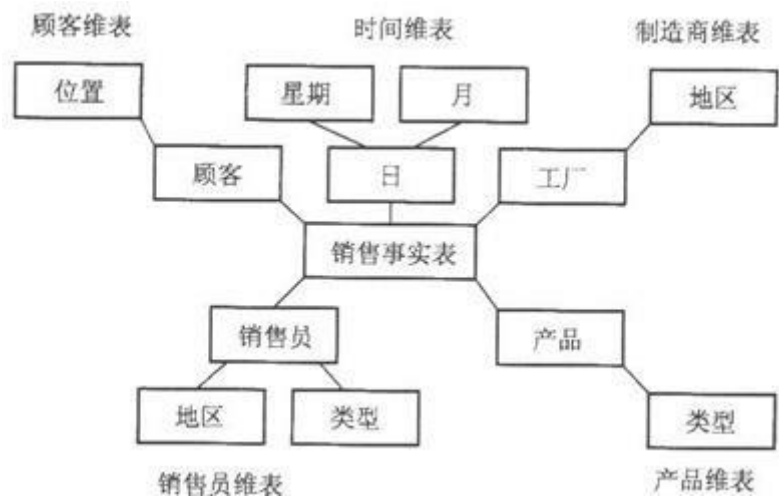 顾客维表
时间维表
制造商维表
位置
星期
月
地区
顾客
日
工厂
销售事实表
销售员
产品
地区
类型
类型
销售员维表
产品维表